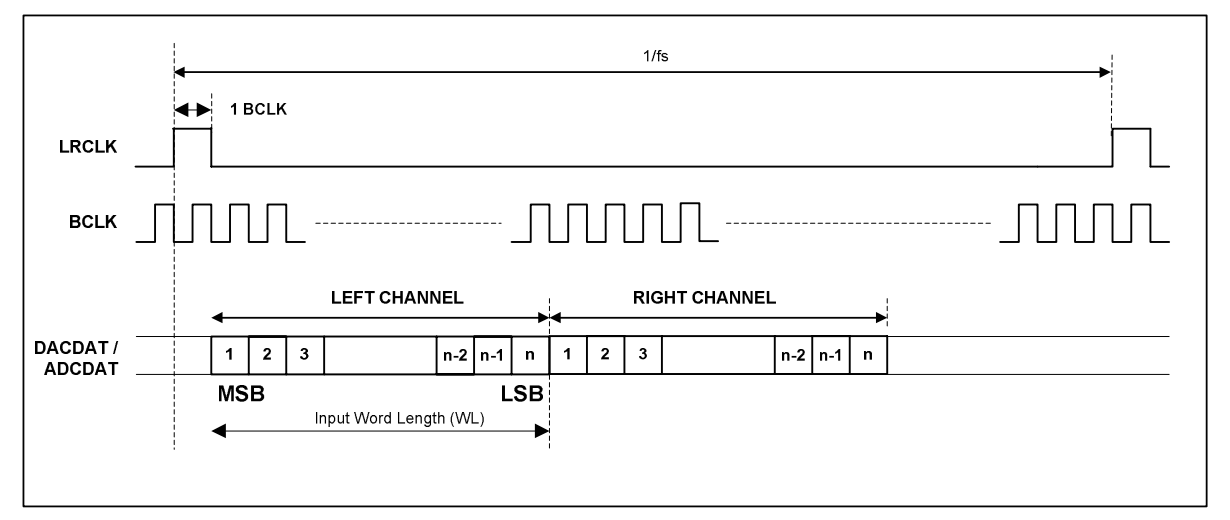 1/fs
1 BCLK
LRCLK
BCLK
LEFT CHANNEL RIGHT CHANNEL
DACDAT /
ADCDAT
1 2 3 n-2 n-1 n 1 2 3 n-2 n-1 n
MSB LSB
Input Word Length (WL)